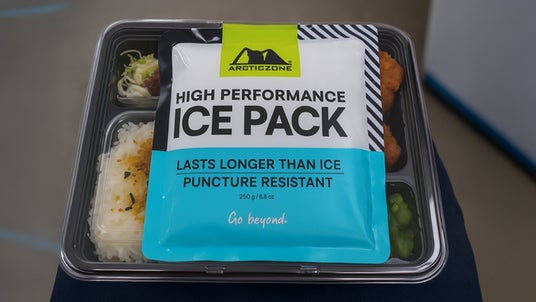 ARCTICZONE
HIGH PERFORMANCE
ICE PACK
LASTS LONGER THAN ICE
PUNCTURE RESISTANT
250 g / 8.8 oz
Go beyond.